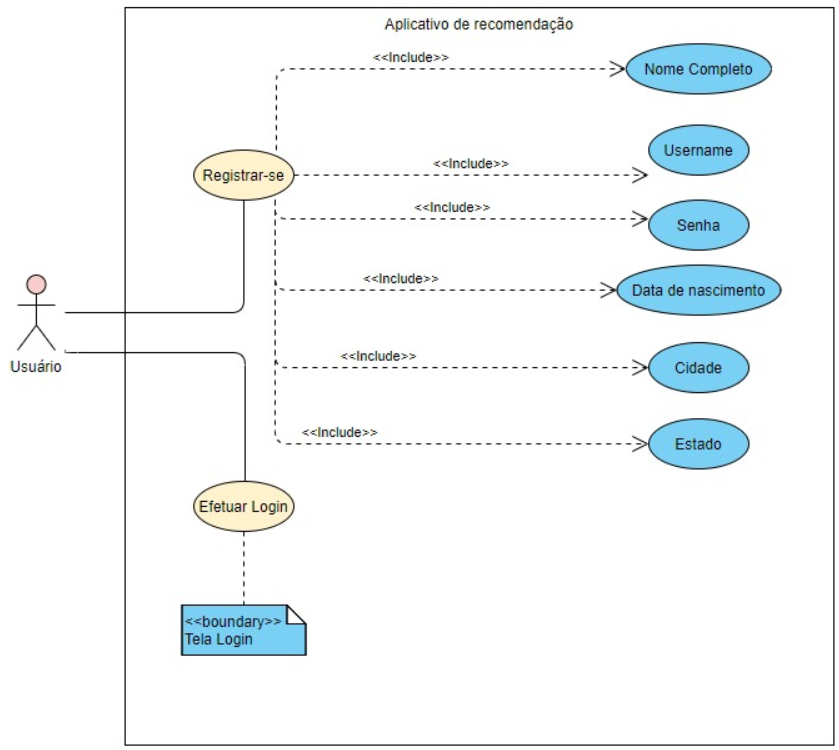 Aplicativo de recomendação
<<Include>>
Nome Completo
Registrar-se
<<Include>>
Username
<<Include>>
Senha
<<Include>>
Data de nascimento
Usuário
<<Include>>
Cidade
<<Include>>
Estado
Efetuar Login
<<boundary>>
Tela Login